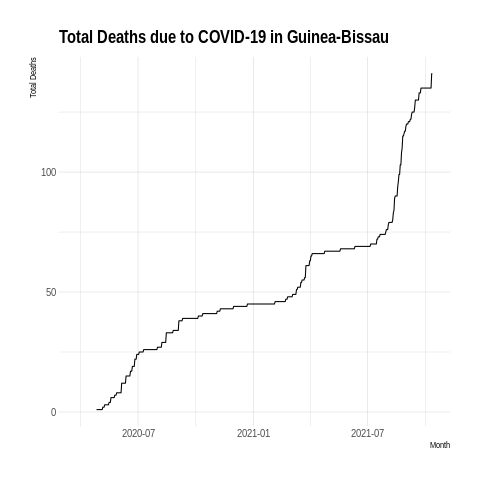 Total Deaths due to COVID-19 in Guinea-Bissau
Total Deaths
100
50
0
2020-07
2021-01
2021-07
Month